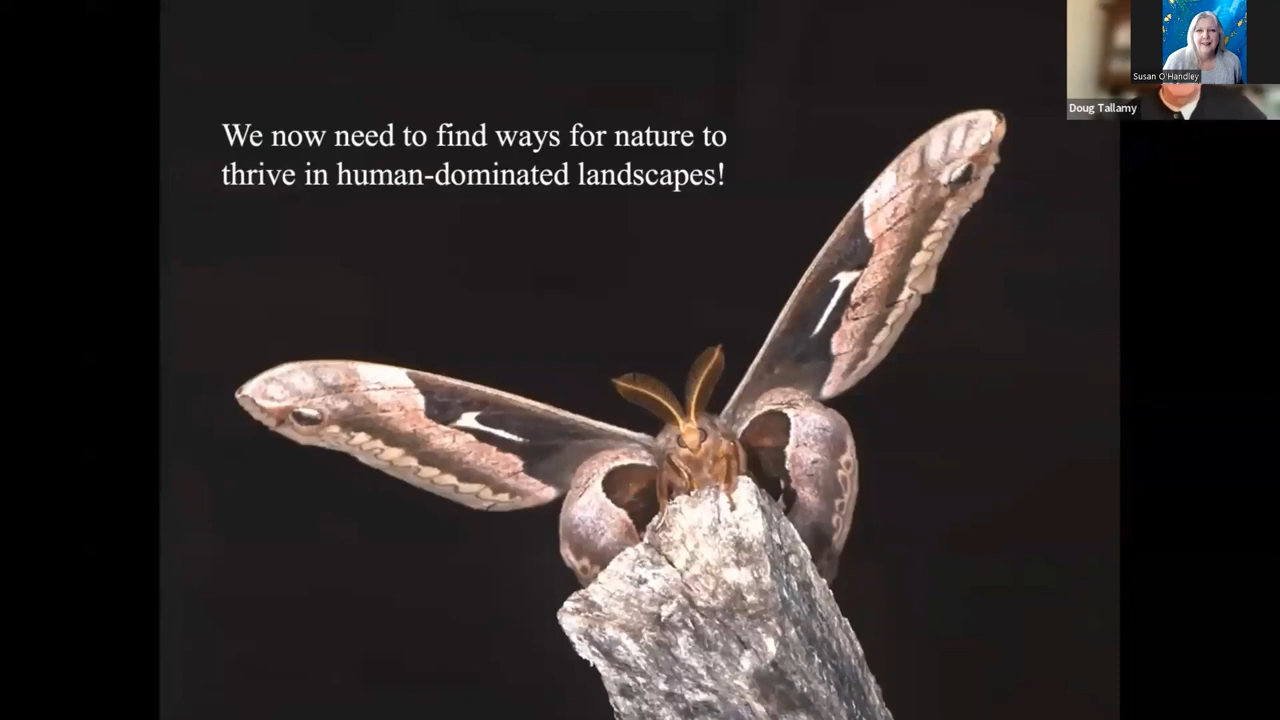 We now need to find ways for nature to
thrive in human-dominated landscapes!
Susan O'Handley
Doug Tallamy